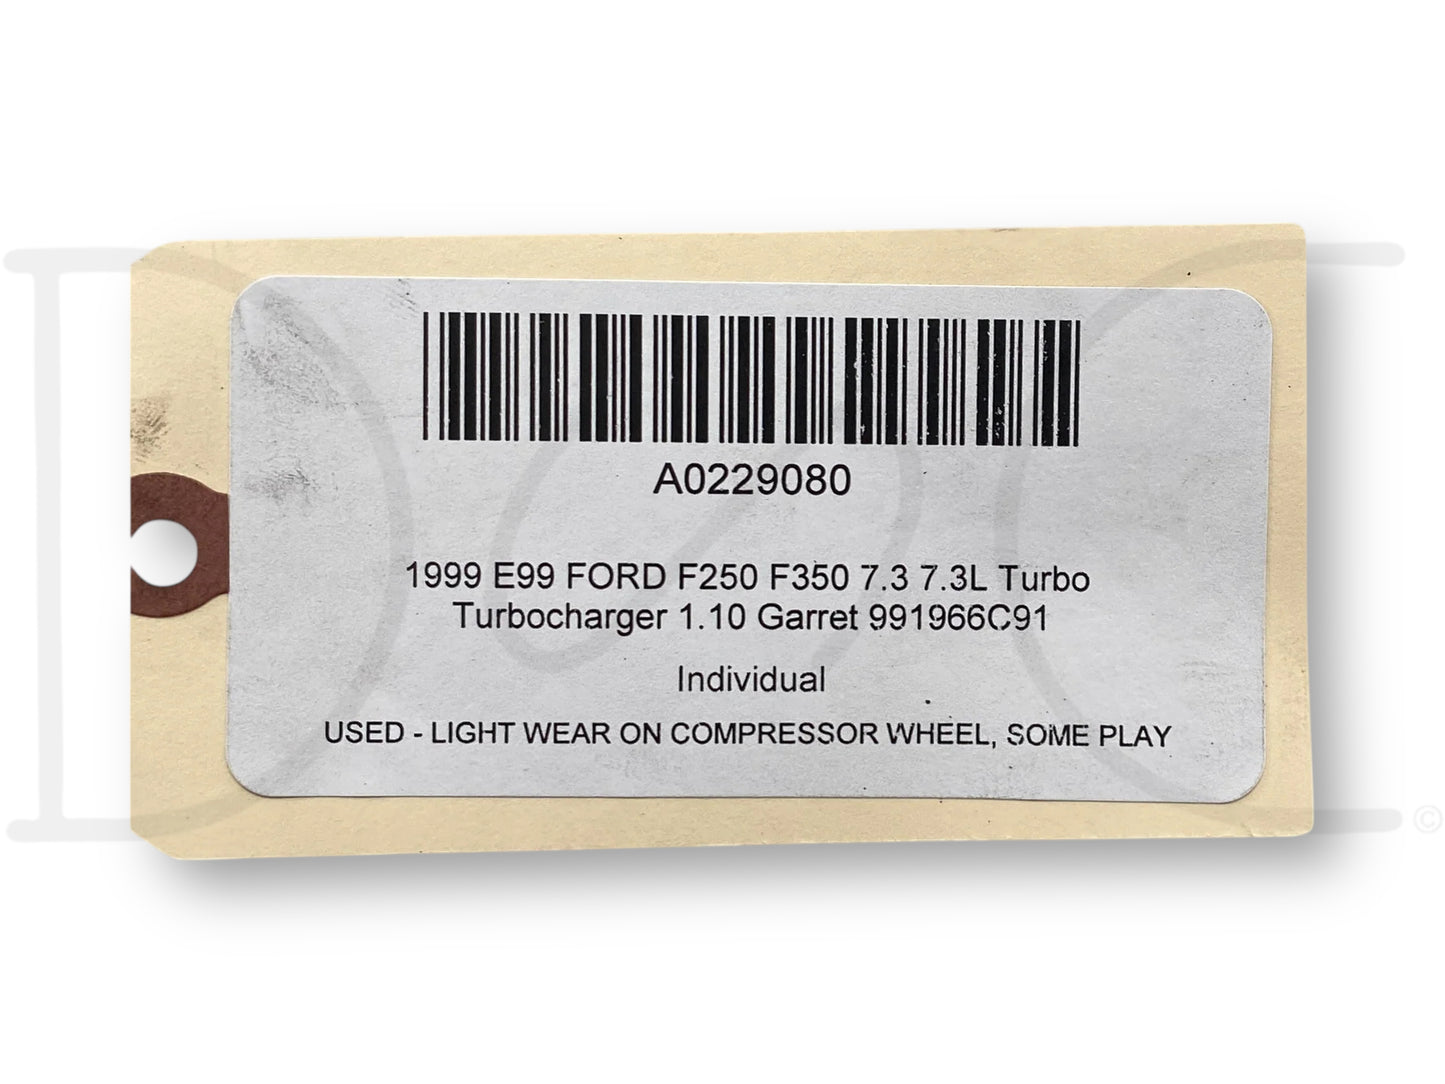 A0229080
1999 E99 FORD F250 F350 7.3 7.3L Turbo
Turbocharger 1.10 Garret 991966C91
Individual
USED - LIGHT WEAR ON COMPRESSOR WHEEL, SOME PLAY
©